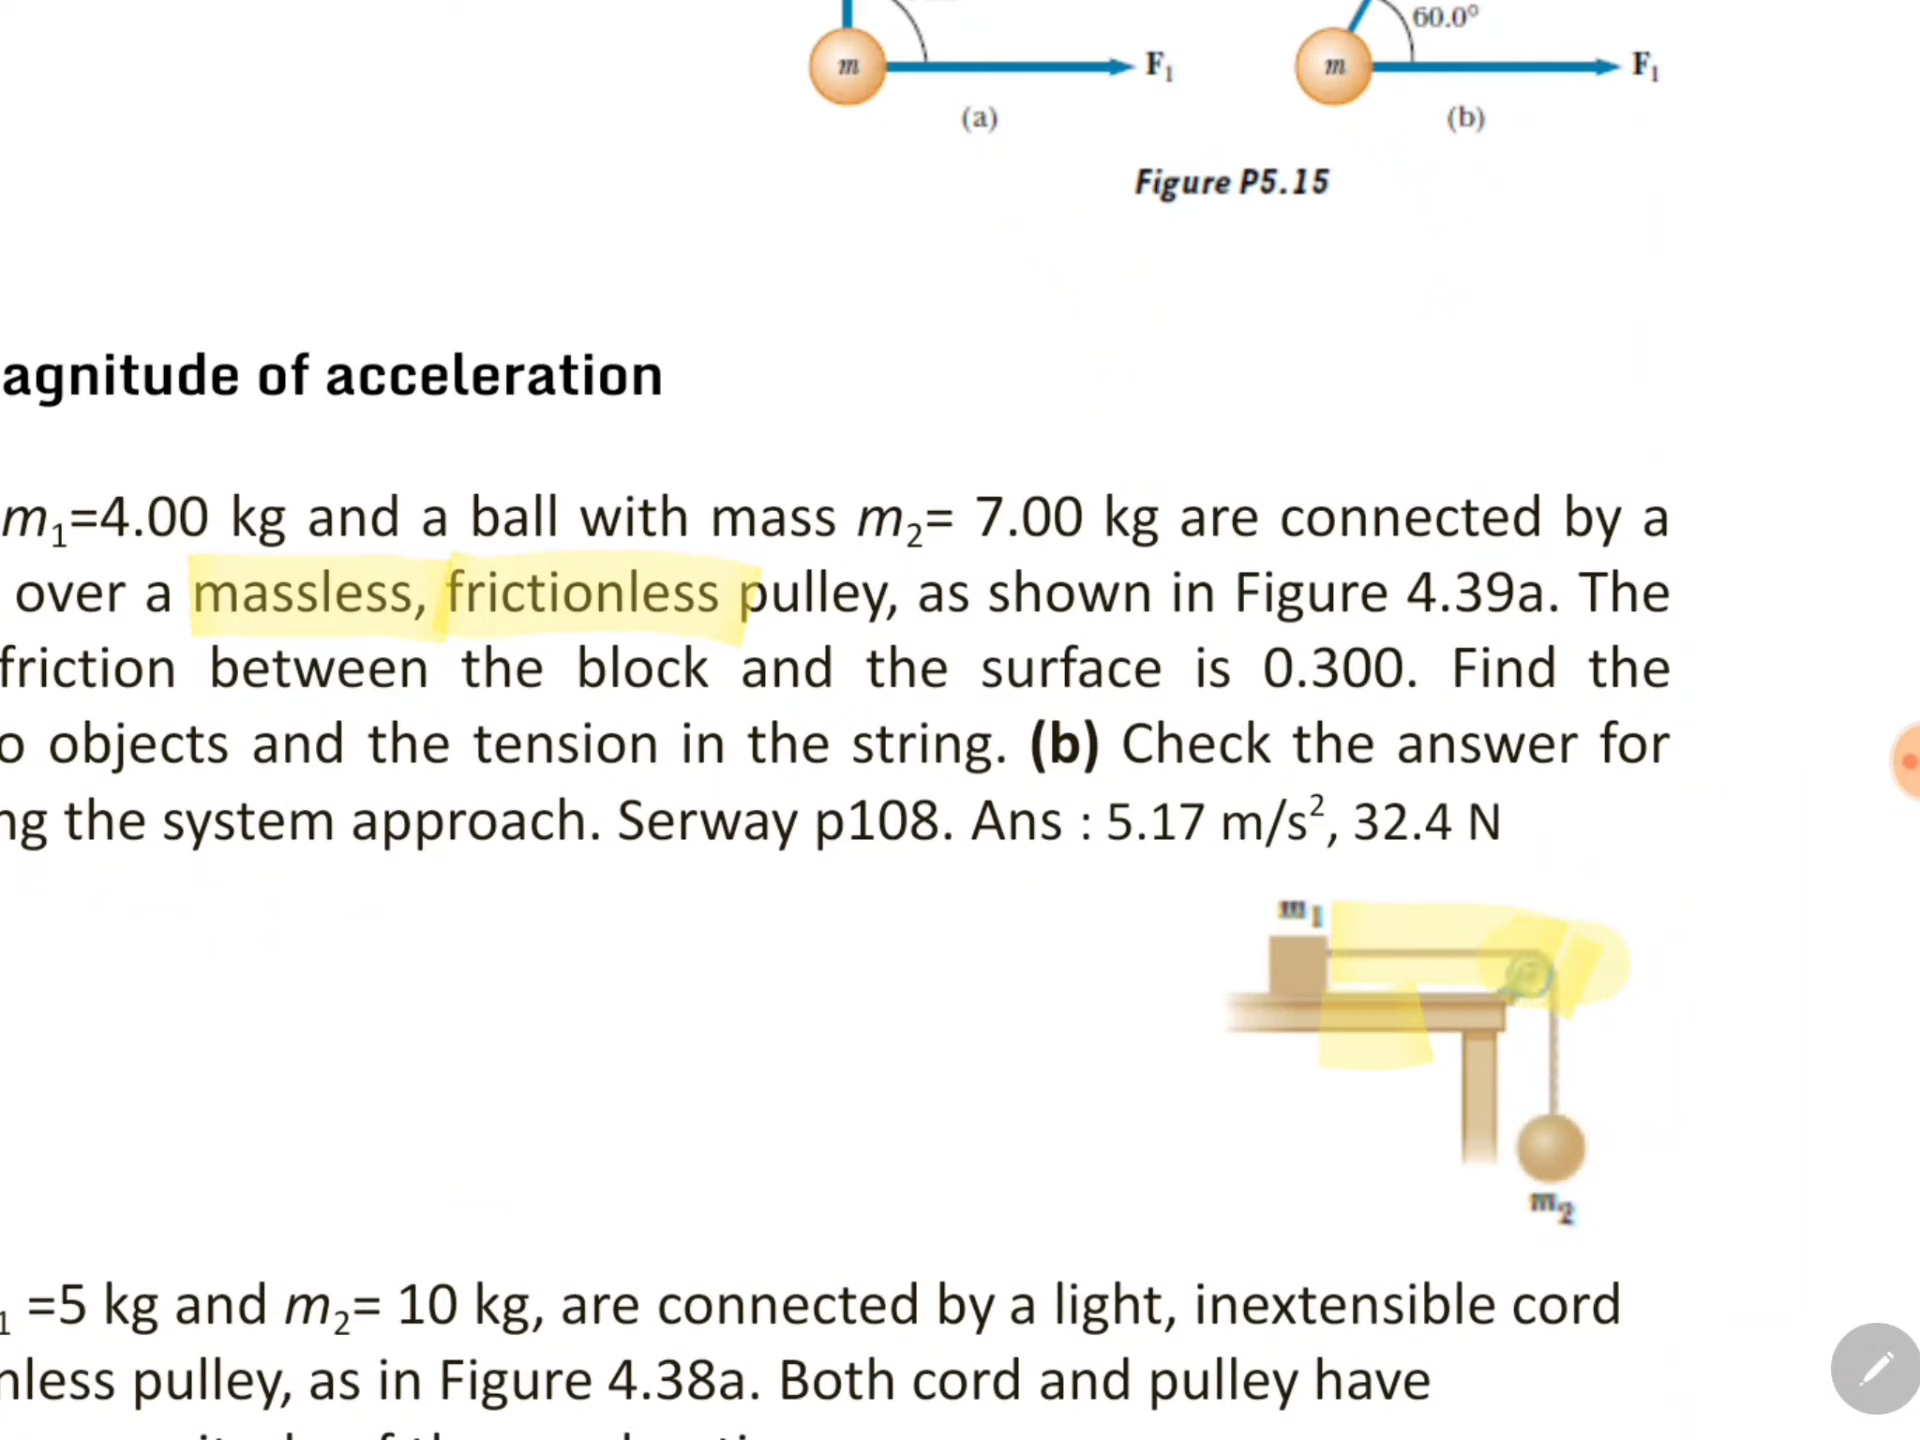 60.0°
m F₁ m F₁
(a) (b)
Figure P5.15
agnitude of acceleration
m₁=4.00 kg and a ball with mass m₂= 7.00 kg are connected by a
over a massless, frictionless pulley, as shown in Figure 4.39a. The
friction between the block and the surface is 0.300. Find the
o objects and the tension in the string. (b) Check the answer for
ng the system approach. Serway p108. Ans : 5.17 m/s², 32.4 N
m₁
m₂
₁ =5 kg and m₂= 10 kg, are connected by a light, inextensible cord
nless pulley, as in Figure 4.38a. Both cord and pulley have